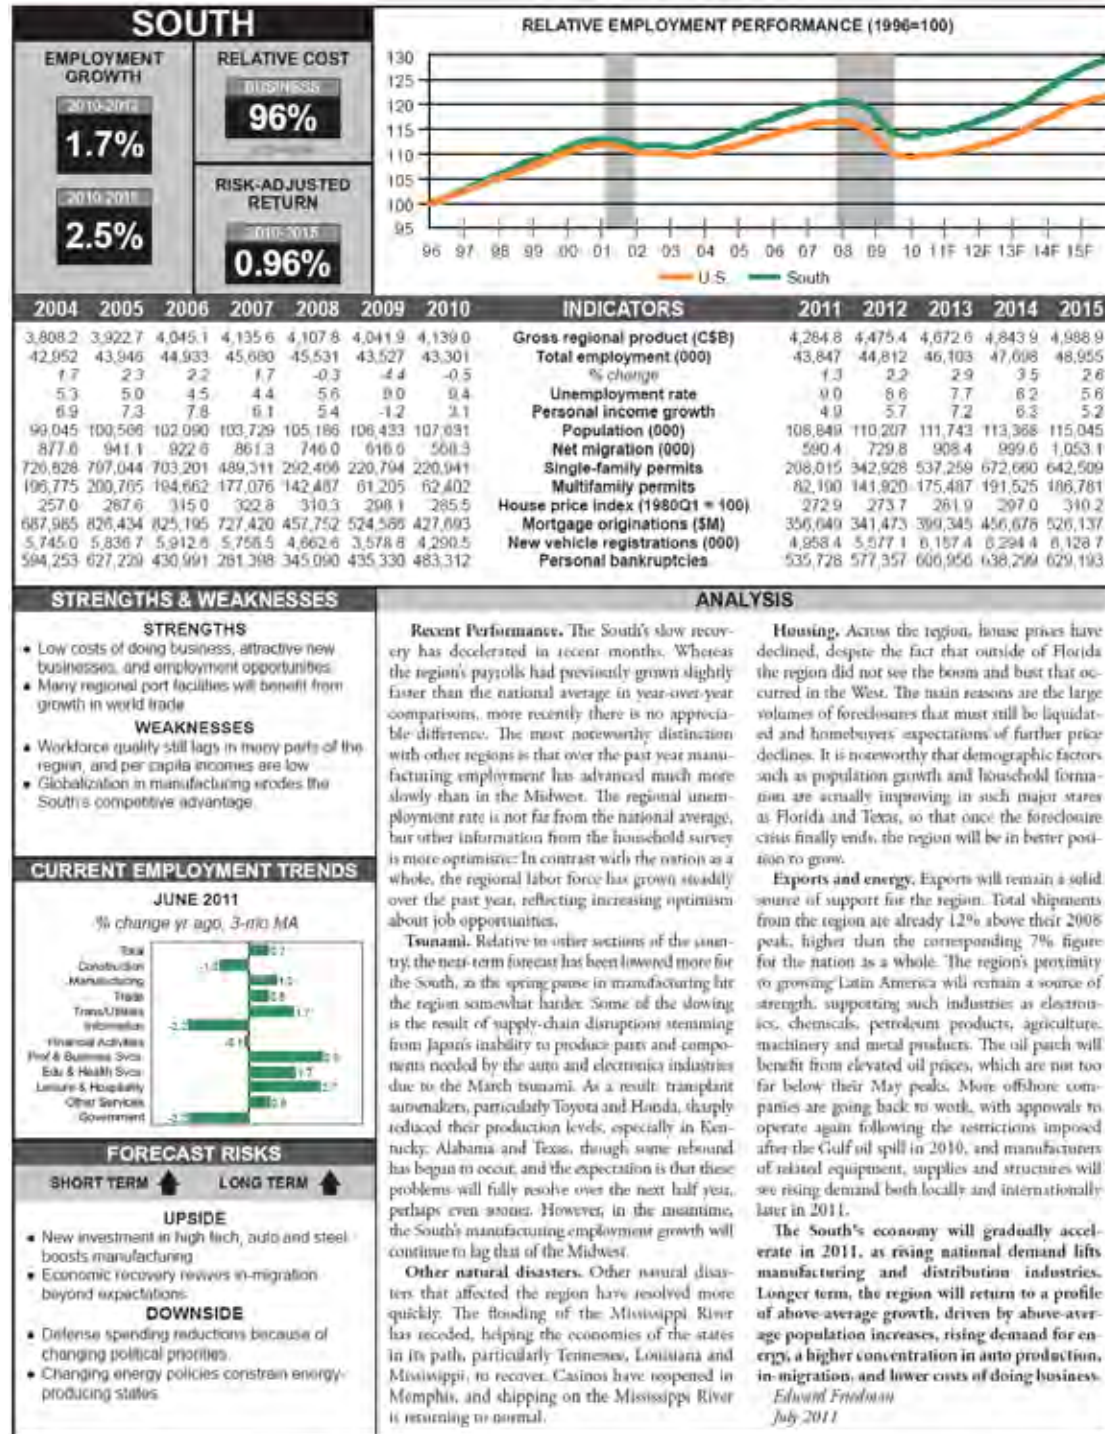 SOUTH
EMPLOYMENT
GROWTH
2010-2012
1.7%
2010-2015
2.5%
RELATIVE COST
BUSINESS
96%
RISK-ADJUSTED
RETURN
2010-2015
0.96%
RELATIVE EMPLOYMENT PERFORMANCE (1996=100)
130
120
115
110
105
100
95
96 97 98 99 00 01 02 03 04 05 06 07 08 09 10 11F 12F 13F 14F 15F
U.S. South
2004 2005 2006 2007 2008 2009 2010 INDICATORS 2011 2012 2013 2014 2015
3,808.2 3,922.7 4,045.1 4,135.6 4,107.8 4,041.9 4,139.0 Gross regional product (C$B) 4,284.8 4,475.4 4,672.6 4,843.9 4,988.9
42,952 43,946 44,933 45,680 45,531 43,527 43,301 Total employment (000) 43,847 44,812 46,103 47,698 48,955
1.7 2.3 2.2 1.7 -0.3 -4.4 -0.5 % change 1.3 2.2 2.9 3.5 2.6
5.3 5.0 4.5 4.4 5.6 9.0 9.4 Unemployment rate 9.0 8.6 7.7 6.2 5.6
6.9 7.3 7.8 6.1 5.4 -1.2 3.1 Personal income growth 4.9 5.7 7.2 6.3 5.2
99,045 100,566 102,090 103,729 105,186 106,433 107,631 Population (000) 108,849 110,207 111,743 113,368 115,045
877.6 941.1 922.6 861.3 746.0 616.6 568.3 Net migration (000) 590.4 729.8 908.4 999.6 1,053.1
726,828 797,044 703,201 489,311 292,466 220,794 220,941 Single-family permits 208,015 342,928 537,259 672,660 642,509
196,775 200,765 194,662 177,076 142,487 61,205 62,402 Multifamily permits 82,190 141,920 175,487 191,525 186,781
257.0 287.6 315.0 322.8 310.3 298.1 285.5 House price index (1980Q1 = 100) 272.9 273.7 281.9 297.0 310.2
687,985 826,434 825,195 727,420 457,752 524,586 427,693 Mortgage originations ($M) 356,649 341,473 399,345 456,678 526,137
5,745.0 5,836.7 5,912.6 5,756.5 4,662.6 3,578.8 4,290.5 New vehicle registrations (000) 4,958.4 5,577.1 6,157.4 6,294.4 6,128.7
594,253 627,229 430,991 281,398 345,090 435,330 483,312 Personal bankruptcies 535,728 577,357 606,956 638,299 629,193
STRENGTHS & WEAKNESSES
STRENGTHS
• Low costs of doing business, attractive new
businesses, and employment opportunities.
• Many regional port facilities will benefit from
growth in world trade
WEAKNESSES
• Workforce quality still lags in many parts of the
region, and per capita incomes are low
• Globalization in manufacturing erodes the
South's competitive advantage.
CURRENT EMPLOYMENT TRENDS
JUNE 2011
% change yr ago, 3-mo MA
Total 0.7
Construction
Manufacturing
Trade 0.8
Trans/Utilities 1.7
Information
Financial Activities -0.1
Prof & Business Svcs
Edu & Health Svcs 1.7
Leisure & Hospitality 2.7
Other Services 0.8
Government
FORECAST RISKS
SHORT TERM LONG TERM
UPSIDE
• New investment in high tech, auto and steel
boosts manufacturing
• Economic recovery revives in-migration
beyond expectations
DOWNSIDE
• Defense spending reductions because of
changing political priorities.
• Changing energy policies constrain energy-
producing states
ANALYSIS
Recent Performance. The South's slow recov-
ery has decelerated in recent months. Whereas
the region's payrolls had previously grown slightly
faster than the national average in year-over-year
comparisons, more recently there is no apprecia-
ble difference. The most noteworthy distinction
with other regions is that over the past year manu-
facturing employment has advanced much more
slowly than in the Midwest. The regional unem-
ployment rate is not far from the national average,
but other information from the household survey
is more optimistic: In contrast with the nation as a
whole, the regional labor force has grown steadily
over the past year, reflecting increasing optimism
about job opportunities.
Tsunami. Relative to other sections of the coun-
try, the near-term forecast has been lowered more for
the South, as the spring pause in manufacturing hit
the region somewhat harder. Some of the slowing
is the result of supply-chain disruptions stemming
from Japan's inability to produce parts and compo-
nents needed by the auto and electronics industries
due to the March tsunami. As a result, transplant
automakers, particularly Toyota and Honda, sharply
reduced their production levels, especially in Ken-
tucky, Alabama and Texas, though some rebound
has begun to occur, and the expectation is that these
problems will fully resolve over the next half year,
perhaps even sooner. However, in the meantime,
the South's manufacturing employment growth will
continue to lag that of the Midwest.
Other natural disasters. Other natural disas-
ters that affected the region have resolved more
quickly. The flooding of the Mississippi River
has receded, helping the economies of the states
in its path, particularly Tennessee, Louisiana and
Mississippi, to recover. Casinos have reopened in
Memphis, and shipping on the Mississippi River
is returning to normal.
Housing. Across the region, house prices have
declined, despite the fact that outside of Florida
the region did not see the boom and bust that oc-
curred in the West. The main reasons are the large
volumes of foreclosures that must still be liquidat-
ed and homebuyers' expectations of further price
declines. It is noteworthy that demographic factors
such as population growth and household forma-
tion are actually improving in such major states
as Florida and Texas, so that once the foreclosure
crisis finally ends, the region will be in better posi-
tion to grow.
Exports and energy. Exports will remain a solid
source of support for the region. Total shipments
from the region are already 12% above their 2008
peak, higher than the corresponding 7% figure
for the nation as a whole. The region's proximity
to growing Latin America will remain a source of
strength, supporting such industries as electron-
ics, chemicals, petroleum products, agriculture,
machinery and metal products. The oil patch will
benefit from elevated oil prices, which are not too
far below their May peaks. More offshore com-
panies are going back to work, with approvals to
operate again following the restrictions imposed
after the Gulf oil spill in 2010, and manufacturers
of related equipment, supplies and structures will
see rising demand both locally and internationally
later in 2011.
The South's economy will gradually accel-
erate in 2011, as rising national demand lifts
manufacturing and distribution industries.
Longer term, the region will return to a profile
of above-average growth, driven by above-aver-
age population increases, rising demand for en-
ergy, a higher concentration in auto production,
in-migration, and lower costs of doing business.
Edward Friedman
July 2011